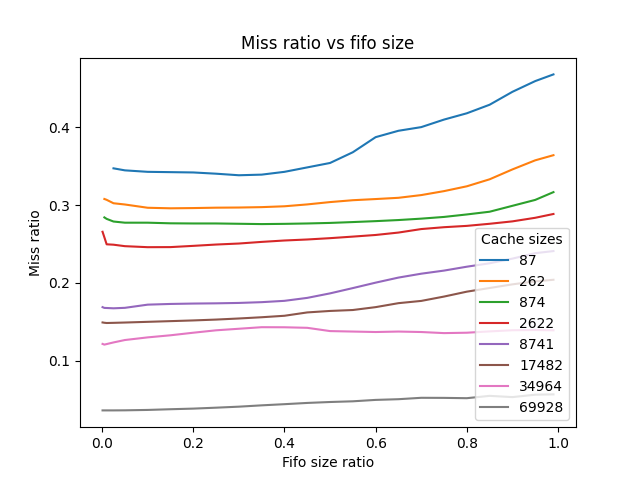 Miss ratio vs fifo size
Miss ratio
0.4
0.3
0.2
0.1
0.0 0.2 0.4 0.6 0.8 1.0
Fifo size ratio
Cache sizes
87
262
874
2622
8741
17482
34964
69928